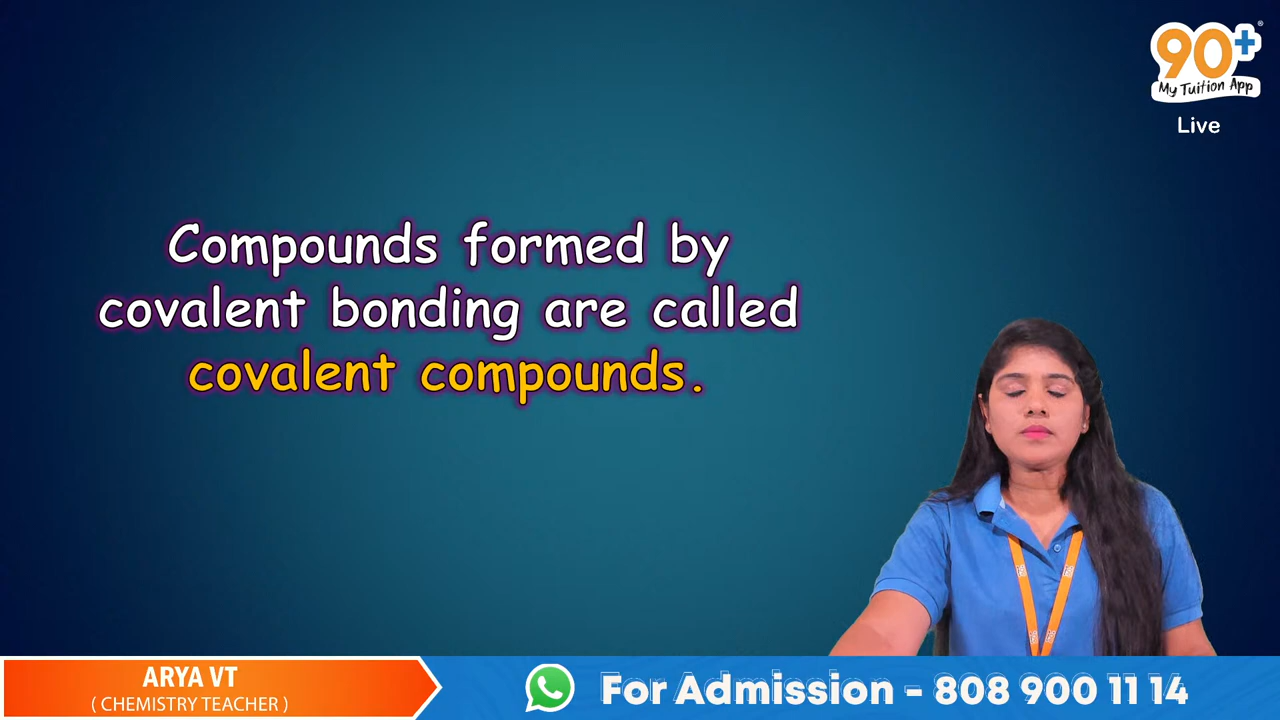 90+
My Tuition App
Live
Compounds formed by
covalent bonding are called
covalent compounds.
ARYA VT
( CHEMISTRY TEACHER )
For Admission - 808 900 11 14